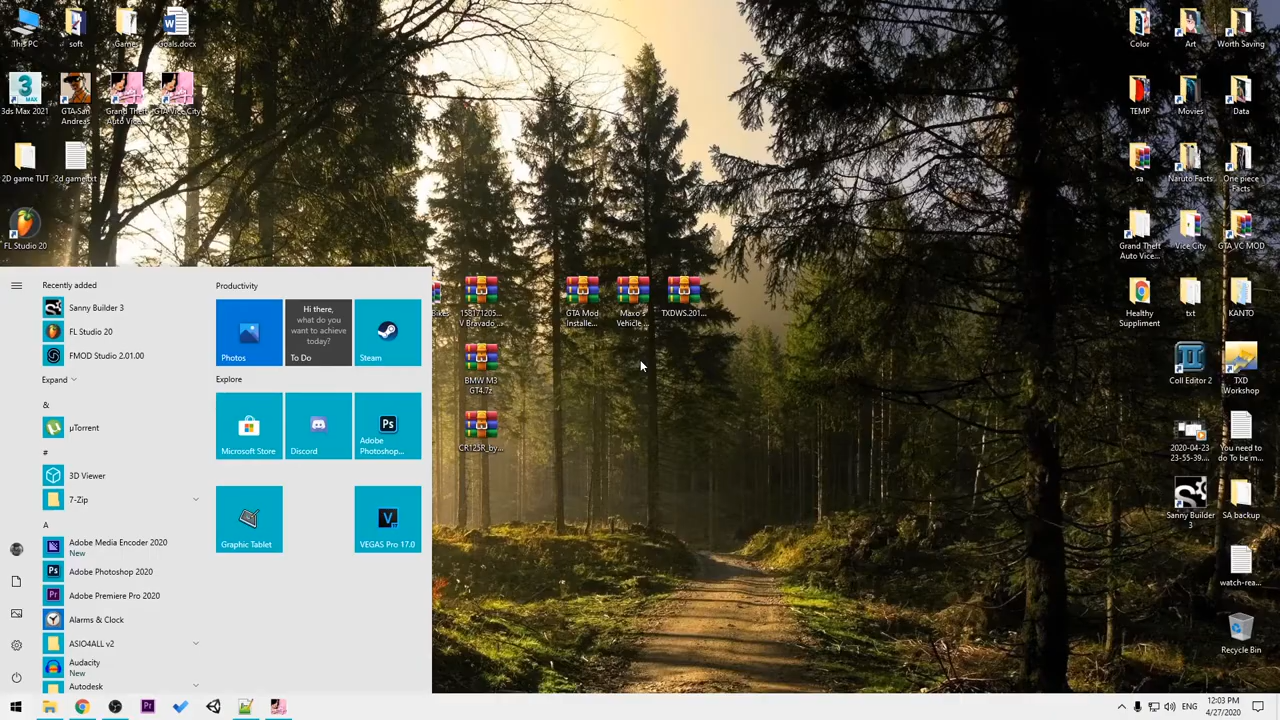 This PC
soft
Games
Goals.docx
3ds Max 2021
GTA-San
Andreas
Grand Theft
Auto Vice...
GTA-Vice City
2D game TUT
2d game.txt
FL Studio 20
Color
Art
Worth Saving
TEMP
Movies
Data
sa
Naruto Facts
One piece
Facts
Grand Theft
Auto Vice...
Vice City
GTA VC MOD
Healthy
Suppliment
txt
KANTO
Coll Editor 2
TXD
Workshop
2020-04-23
23-55-39....
You need
to do To be m...
Sanny Builder
3
SA backup
watch-rea...
Recycle Bin
Bikes
158171205...
V Bravado ...
GTA Mod
Installe...
Maxo's
Vehicle ...
TXDWS.201...
BMW M3
GT4.7z
CR125R_by...
Recently added
Sanny Builder 3
FL Studio 20
FMOD Studio 2.01.00
Expand
&
µTorrent
#
3D Viewer
7-Zip
A
Adobe Media Encoder 2020
New
Adobe Photoshop 2020
Adobe Premiere Pro 2020
Alarms & Clock
ASIO4ALL v2
Audacity
New
Autodesk
Productivity
Photos
Hi there,
what do you
want to achieve
today?
To Do
Steam
Explore
Microsoft Store
Discord
Adobe
Photoshop...
Graphic Tablet
VEGAS Pro 17.0
ENG
12:03 PM
4/27/2020